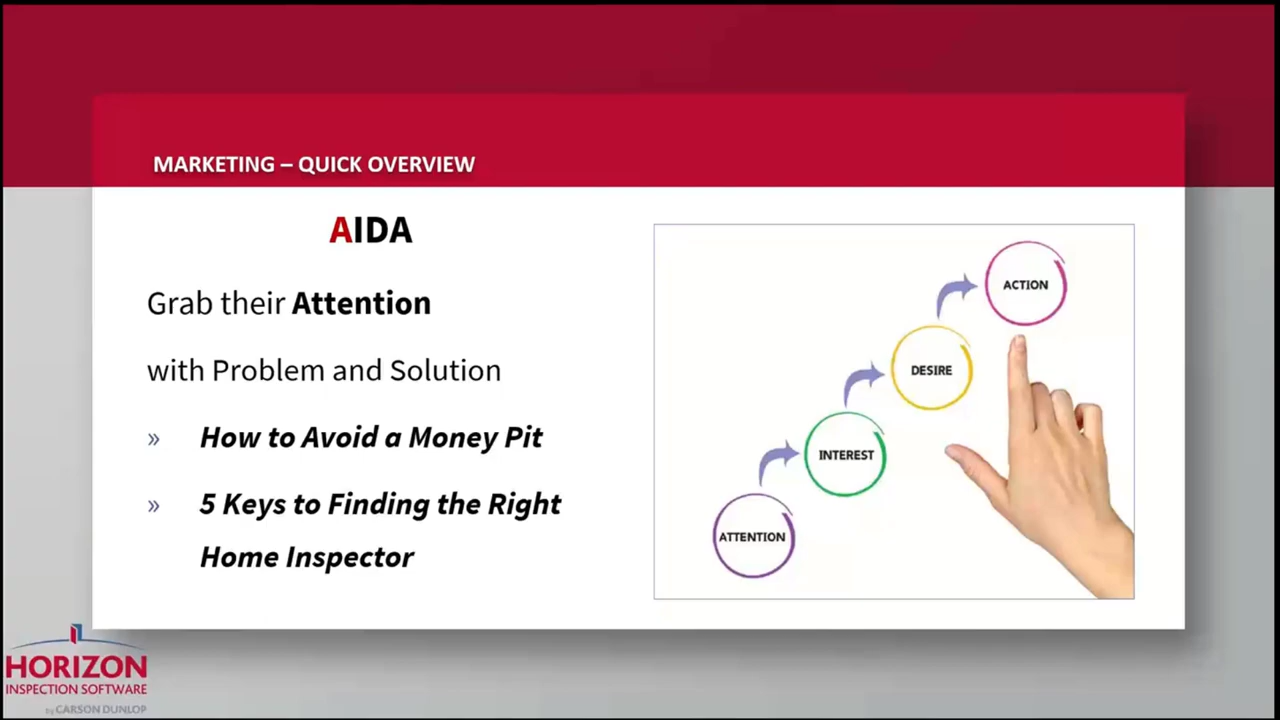 MARKETING – QUICK OVERVIEW
AIDA
Grab their Attention
with Problem and Solution
» How to Avoid a Money Pit
» 5 Keys to Finding the Right
Home Inspector
ACTION
DESIRE
INTEREST
ATTENTION
HORIZON
INSPECTION SOFTWARE
by CARSON DUNLOP